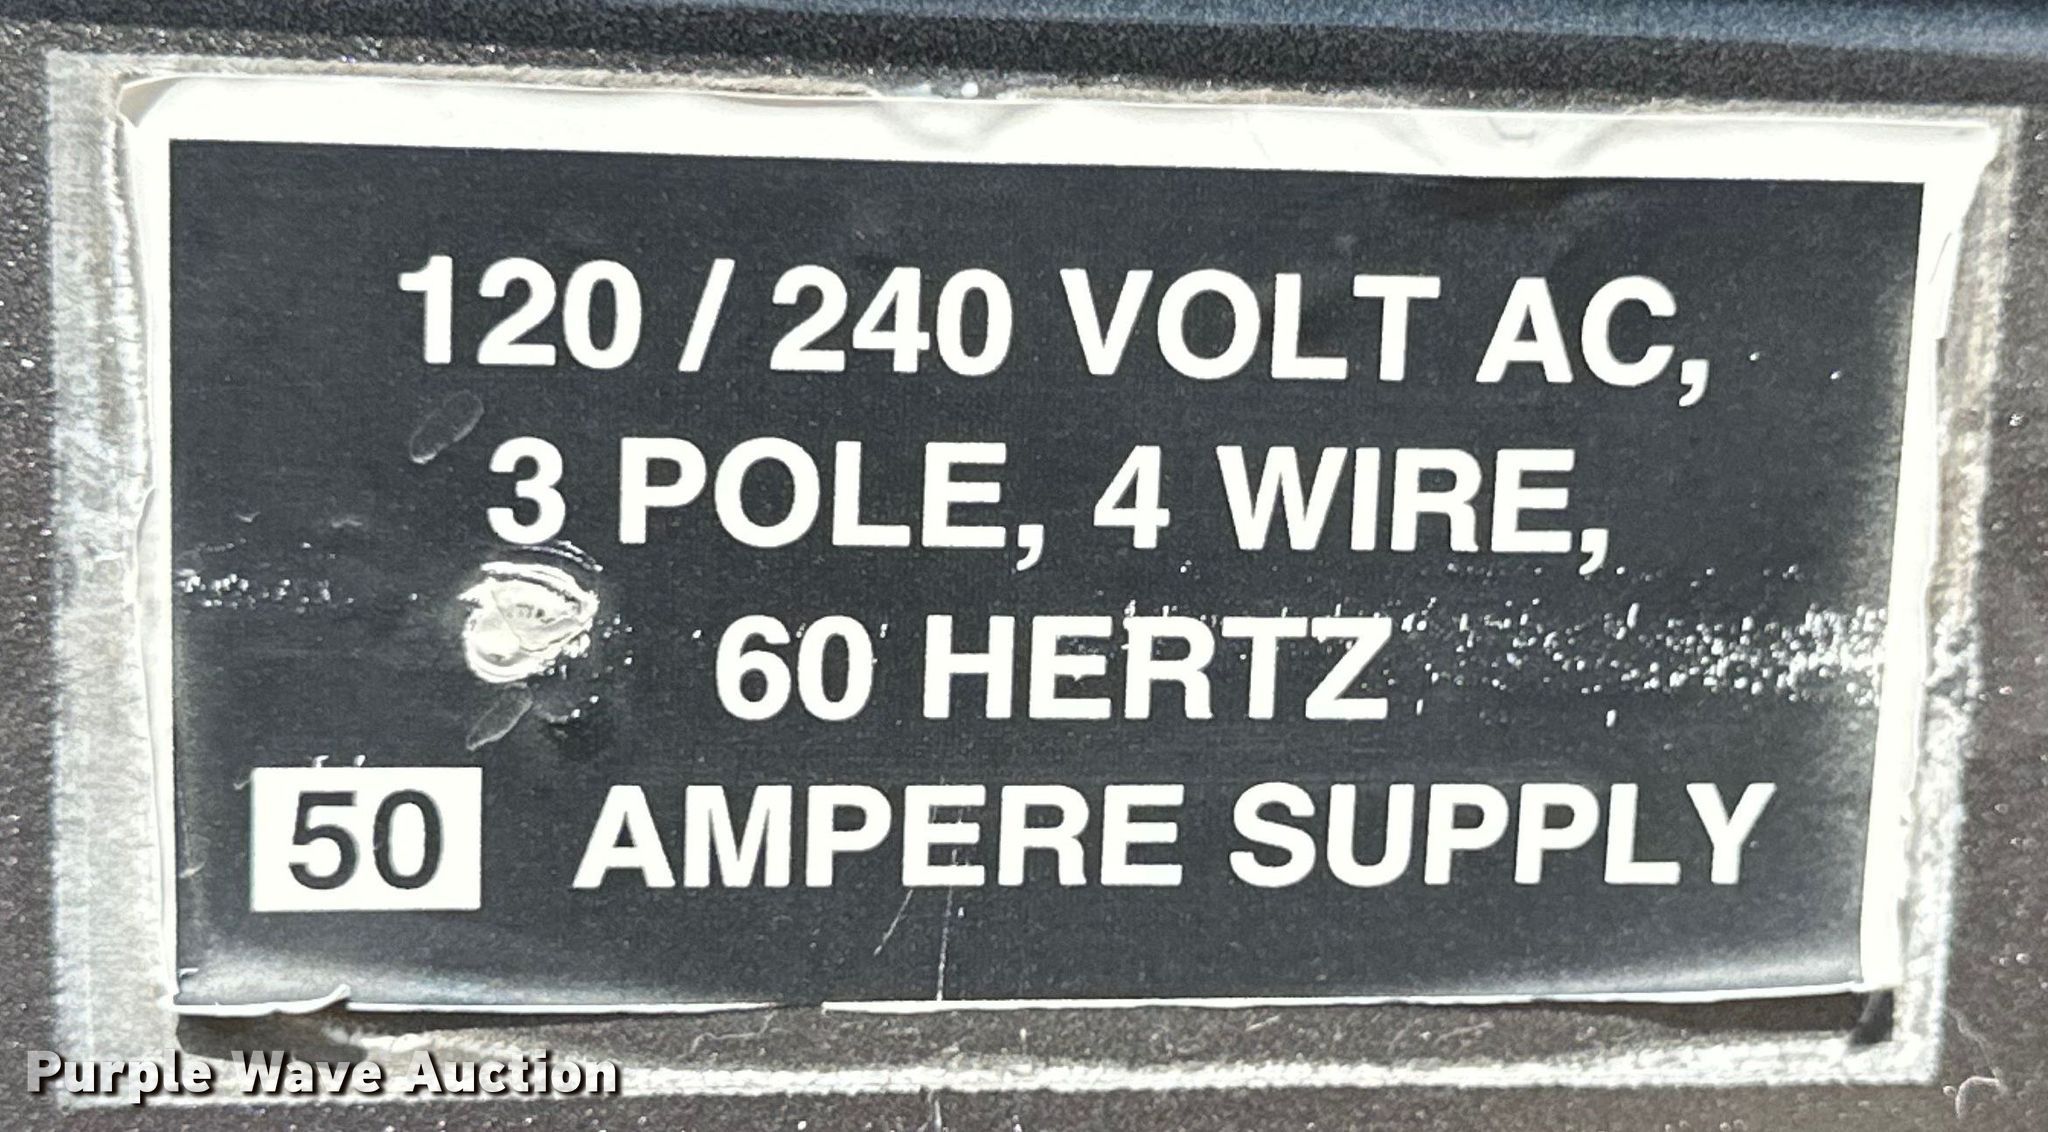 120 / 240 VOLT AC,
3 POLE, 4 WIRE,
60 HERTZ
50 AMPERE SUPPLY
Purple Wave Auction